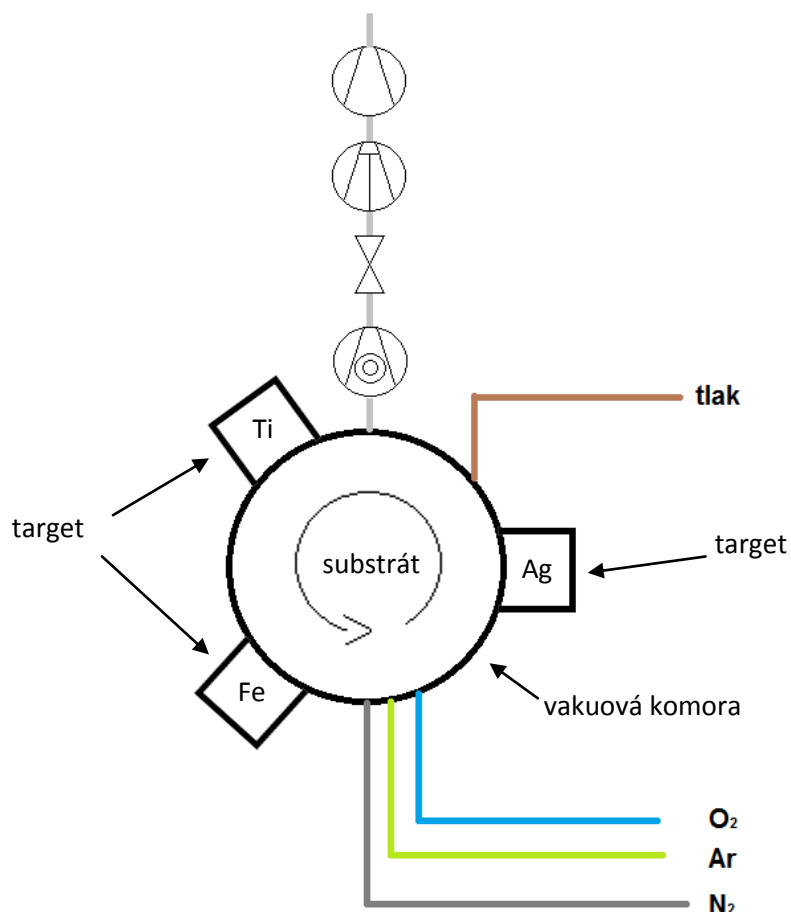 tlak
Ti
target
target
substrát
Ag
Fe
vakuová komora
O₂
Ar
N₂